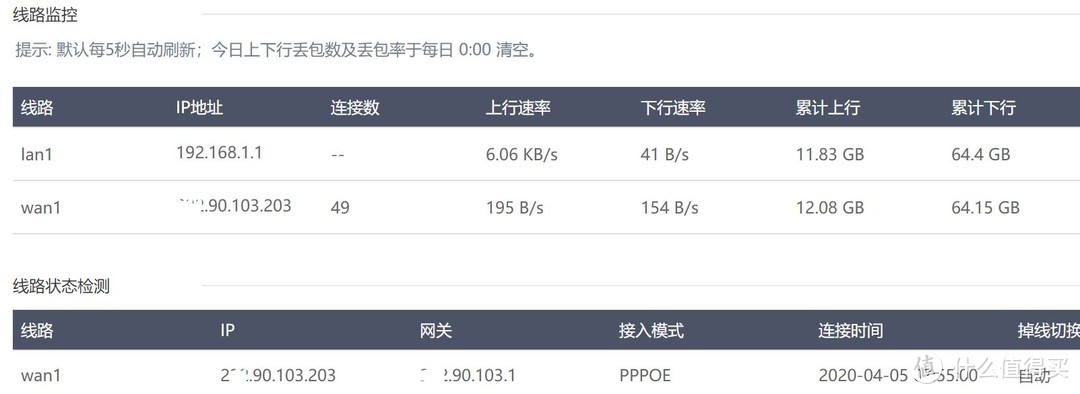 线路监控
提示: 默认每5秒自动刷新；今日上下行丢包数及丢包率于每日 0:00 清空。
线路 IP地址 连接数 上行速率 下行速率 累计上行 累计下行
lan1 192.168.1.1 -- 6.06 KB/s 41 B/s 11.83 GB 64.4 GB
wan1 .90.103.203 49 195 B/s 154 B/s 12.08 GB 64.15 GB
线路状态检测
线路 IP 网关 接入模式 连接时间 掉线切换
wan1 .90.103.203 .90.103.1 PPPOE 2020-04-05 自动
值 什么值得买